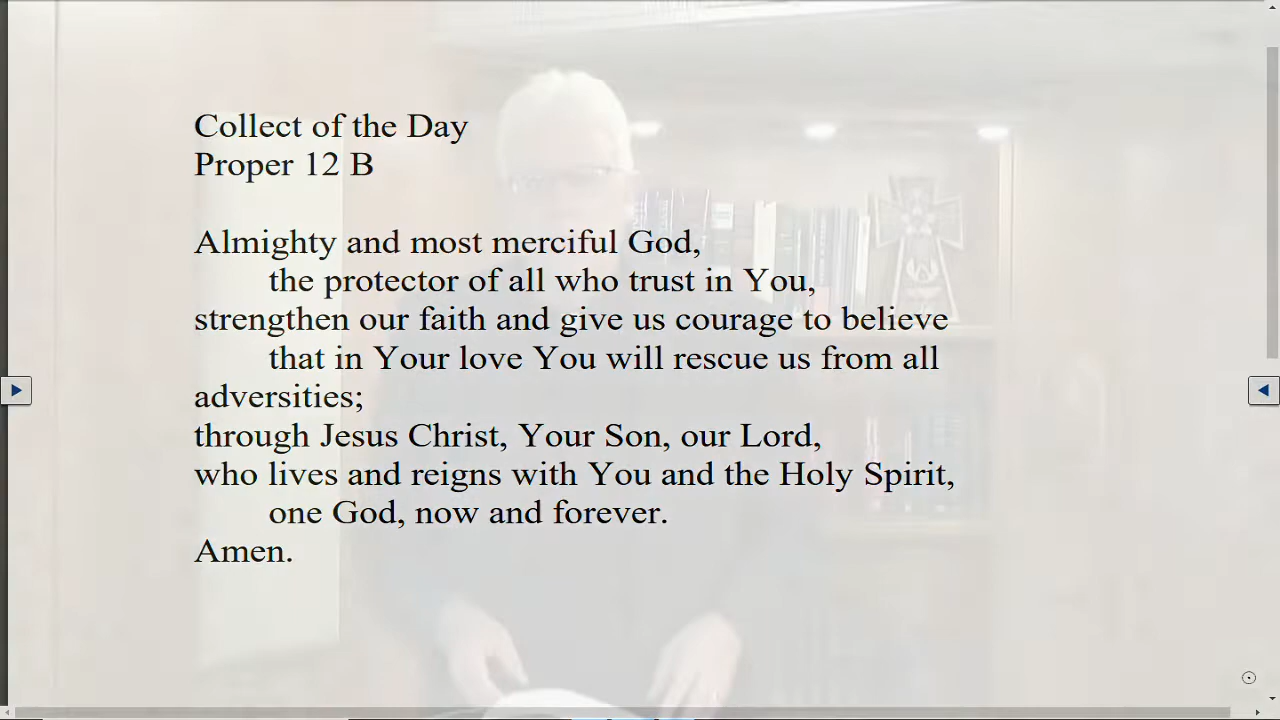 Collect of the Day
Proper 12 B
Almighty and most merciful God,
the protector of all who trust in You,
strengthen our faith and give us courage to believe
that in Your love You will rescue us from all
adversities;
through Jesus Christ, Your Son, our Lord,
who lives and reigns with You and the Holy Spirit,
one God, now and forever.
Amen.